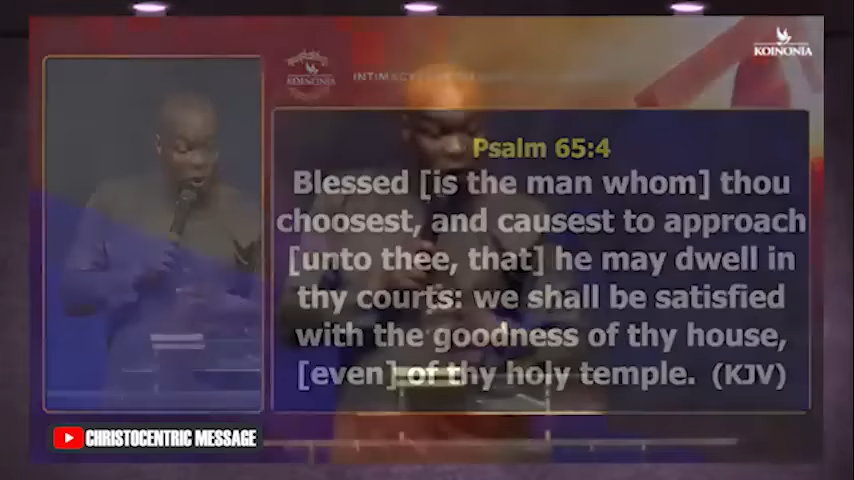 KOINONIA
KOINONIA
INTIMACY
Psalm 65:4
Blessed [is the man whom] thou
choosest, and causest to approach
[unto thee, that] he may dwell in
thy courts: we shall be satisfied
with the goodness of thy house,
[even] of thy holy temple. (KJV)
CHRISTOCENTRIC MESSAGE